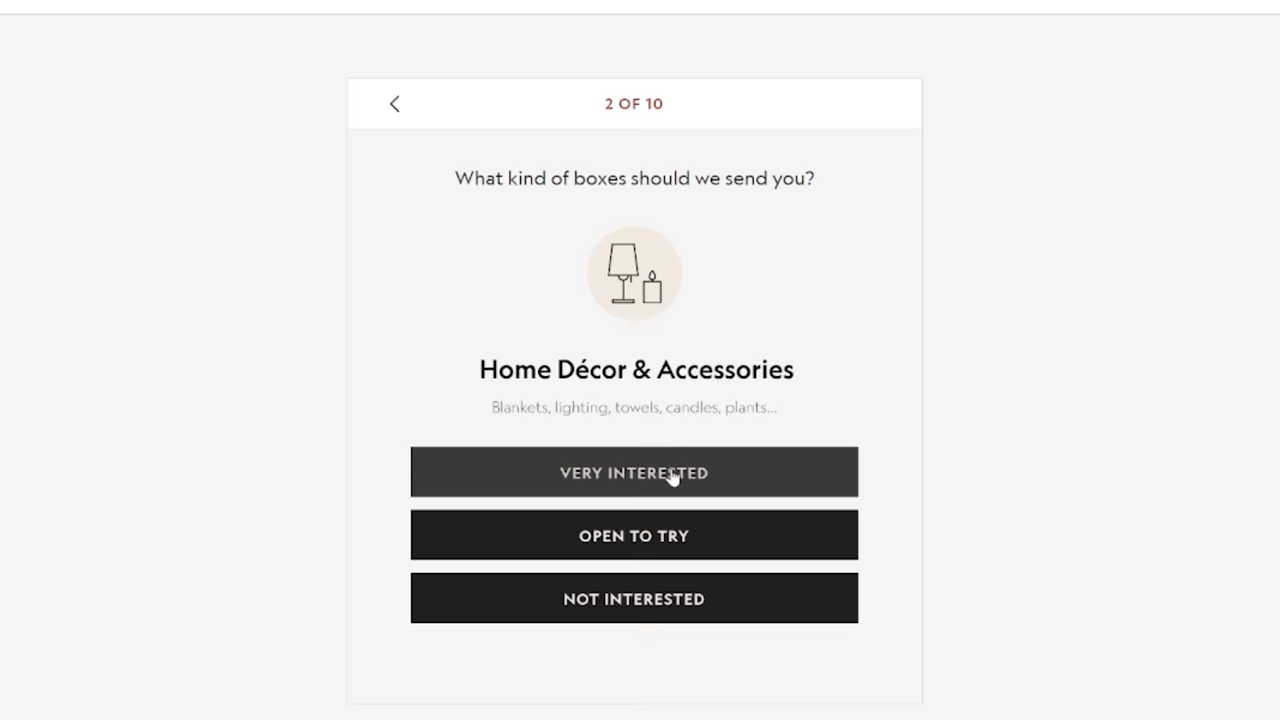 2 OF 10
What kind of boxes should we send you?
Home Décor & Accessories
Blankets, lighting, towels, candles, plants...
VERY INTERESTED
OPEN TO TRY
NOT INTERESTED